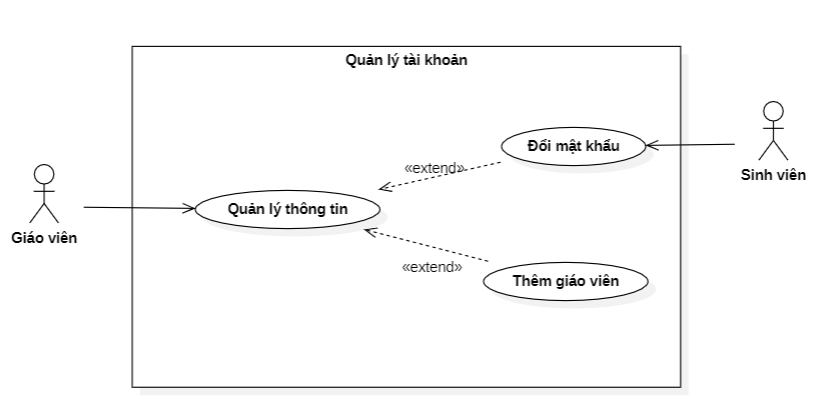 Quản lý tài khoản
Đổi mật khẩu
Sinh viên
«extend»
Quản lý thông tin
Giáo viên
«extend»
Thêm giáo viên